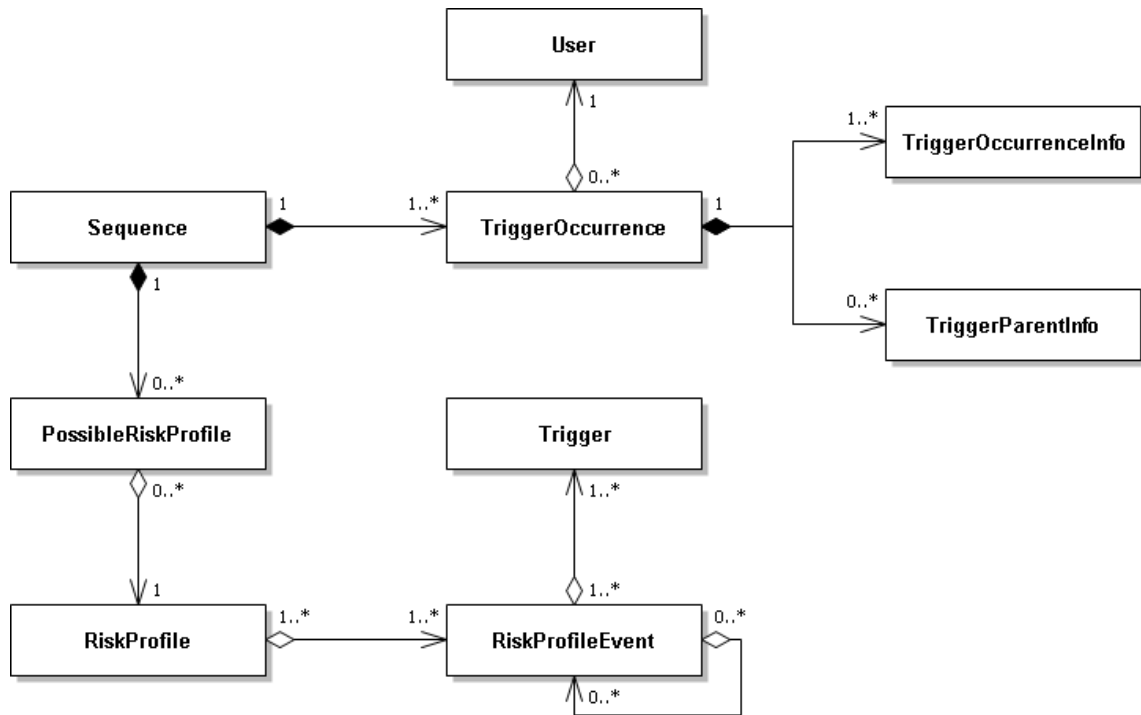 User
1
0..*
TriggerOccurrenceInfo
1..*
Sequence
1
1..*
TriggerOccurrence
1
1
0..*
TriggerParentInfo
0..*
PossibleRiskProfile
0..*
Trigger
1..*
1
1..*
RiskProfile
1..*
1..*
RiskProfileEvent
0..*
0..*